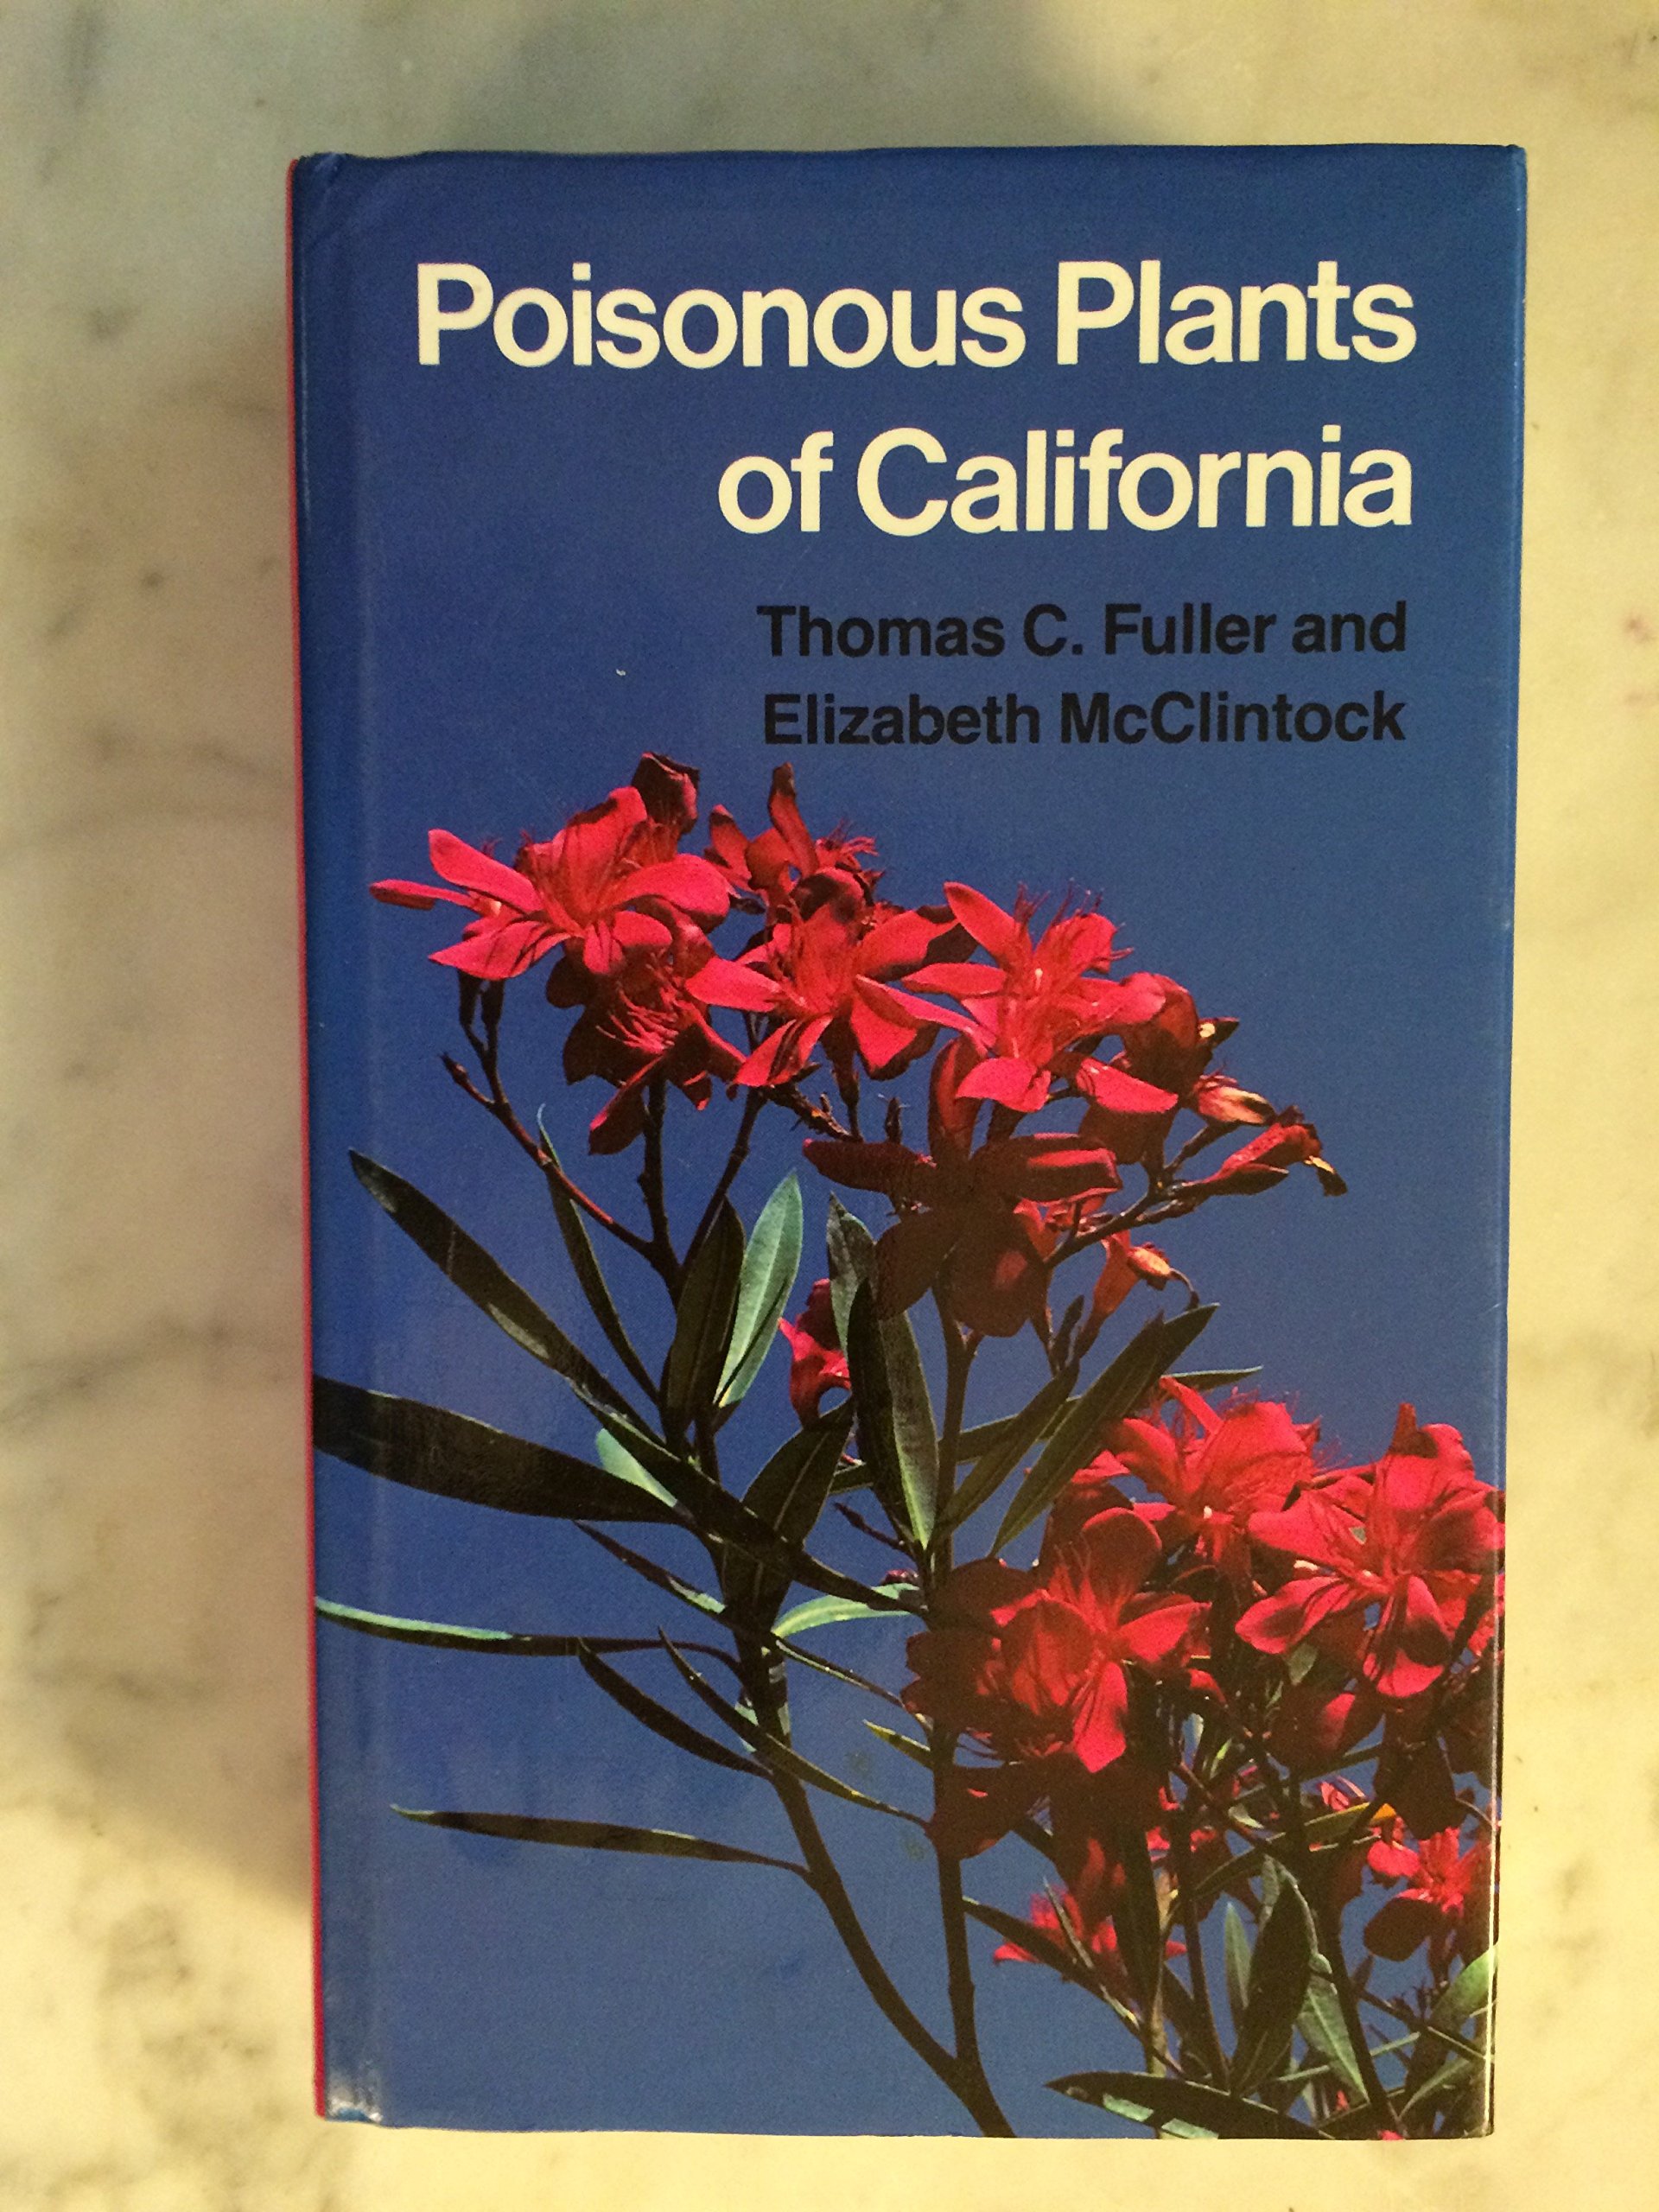 Poisonous Plants
of California
Thomas C. Fuller and
Elizabeth McClintock